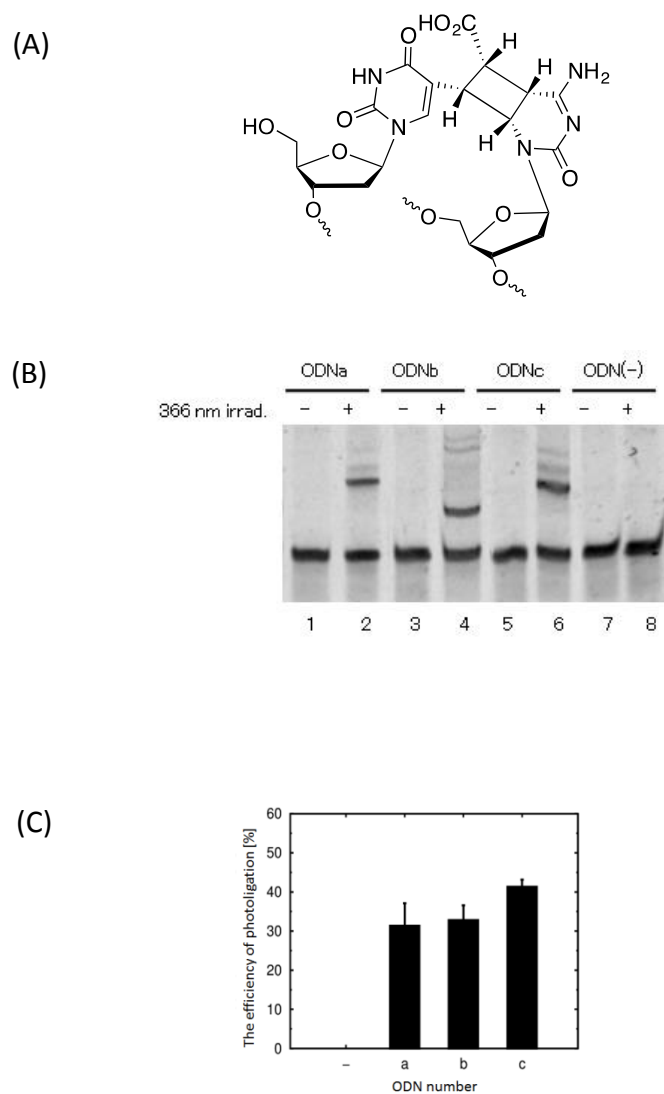 (A)
HO₂C
H
O
H
NH₂
HN
H
N
O
N
H
N
O
HO
O
O
O
O
O
(B)
ODNa ODNb ODNc ODN(-)
366 nm irrad. - + - + - + - +
1 2 3 4 5 6 7 8
(C)
The efficiency of photoligation [%]
60
50
40
30
20
10
0
- a b c
ODN number